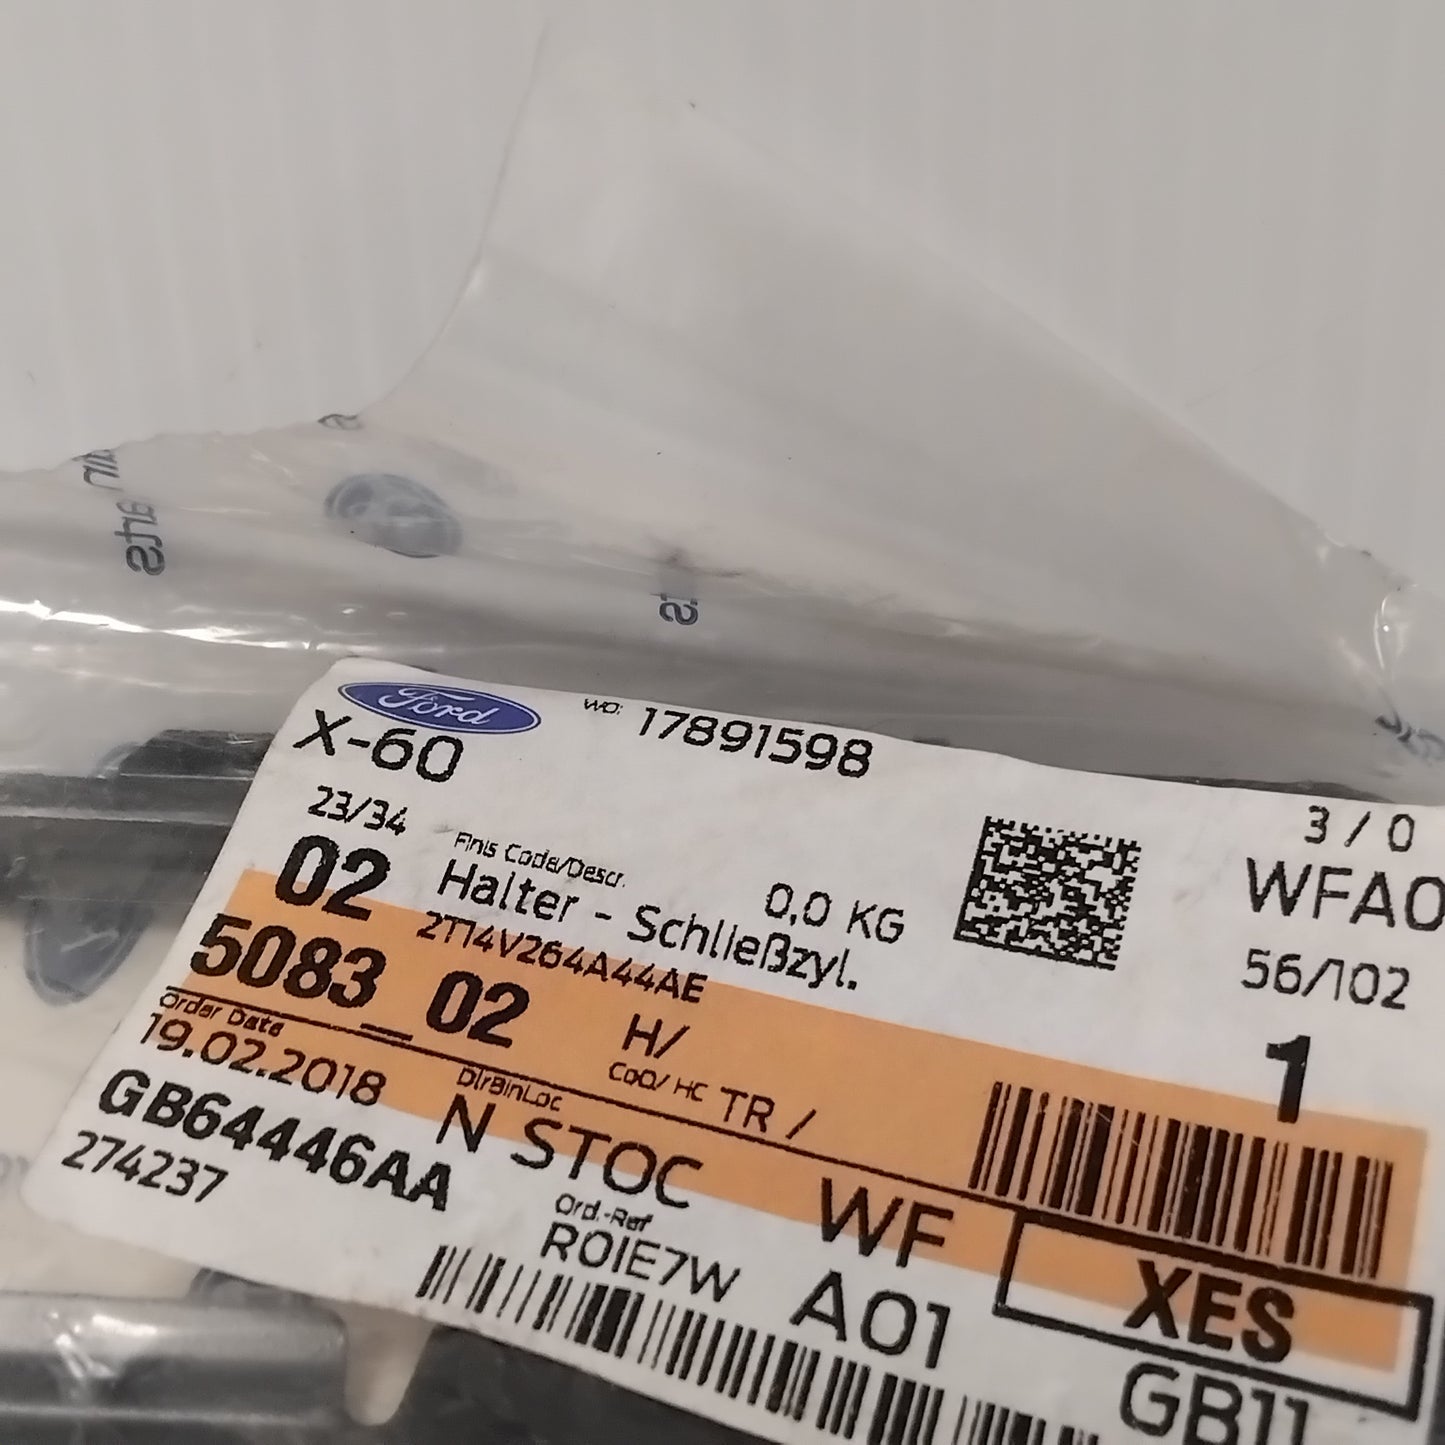 arts
Ford
WO: 17891598
X-60
23/34
3 / 0
02
Finis Code/Descr.
Halter - Schließzyl.
0,0 KG
WFA0
2T14V264A44AE
56/102
5083_02
H/
1
Order Date
19.02.2018
CoO/ HC TR /
DlrBinLoc
N STOC
GB64446AA
274237
WF
Ord.-Ref
R0IE7W
A01
XES
GB11